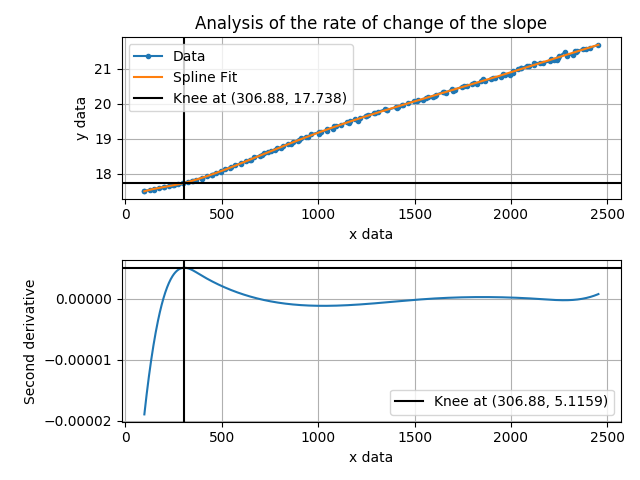 Analysis of the rate of change of the slope
Data
Spline Fit
Knee at (306.88, 17.738)
y data
21
20
19
18
0 500 1000 1500 2000 2500
x data
Second derivative
0.00000
−0.00001
−0.00002
Knee at (306.88, 5.1159)
0 500 1000 1500 2000 2500
x data